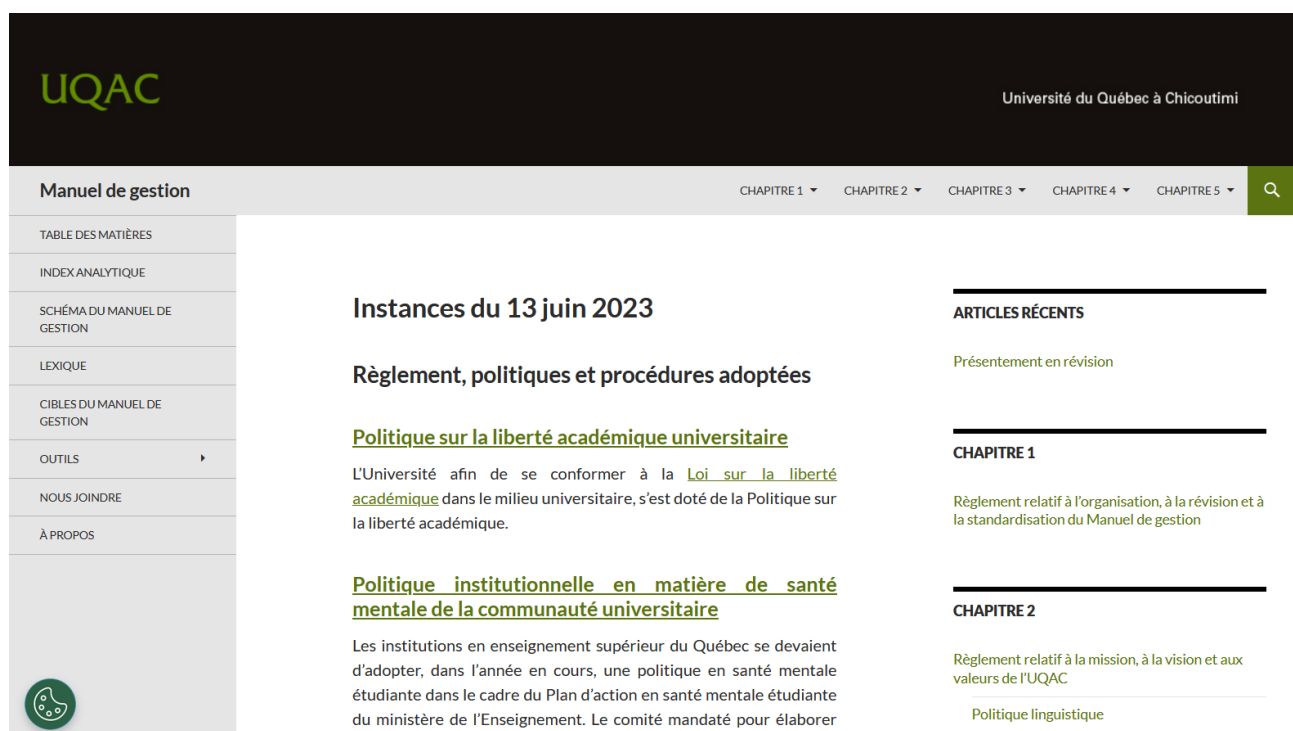 UQAC
Université du Québec à Chicoutimi
Manuel de gestion
CHAPITRE 1
CHAPITRE 2
CHAPITRE 3
CHAPITRE 4
CHAPITRE 5
TABLE DES MATIÈRES
INDEX ANALYTIQUE
SCHÉMA DU MANUEL DE
GESTION
LEXIQUE
CIBLES DU MANUEL DE
GESTION
OUTILS
NOUS JOINDRE
À PROPOS
Instances du 13 juin 2023
Règlement, politiques et procédures adoptées
Politique sur la liberté académique universitaire
L’Université afin de se conformer à la Loi sur la liberté
académique dans le milieu universitaire, s’est doté de la Politique sur
la liberté académique.
Politique institutionnelle en matière de santé
mentale de la communauté universitaire
Les institutions en enseignement supérieur du Québec se devaient
d’adopter, dans l’année en cours, une politique en santé mentale
étudiante dans le cadre du Plan d’action en santé mentale étudiante
du ministère de l’Enseignement. Le comité mandaté pour élaborer
ARTICLES RÉCENTS
Présentement en révision
CHAPITRE 1
Règlement relatif à l’organisation, à la révision et à
la standardisation du Manuel de gestion
CHAPITRE 2
Règlement relatif à la mission, à la vision et aux
valeurs de l’UQAC
Politique linguistique